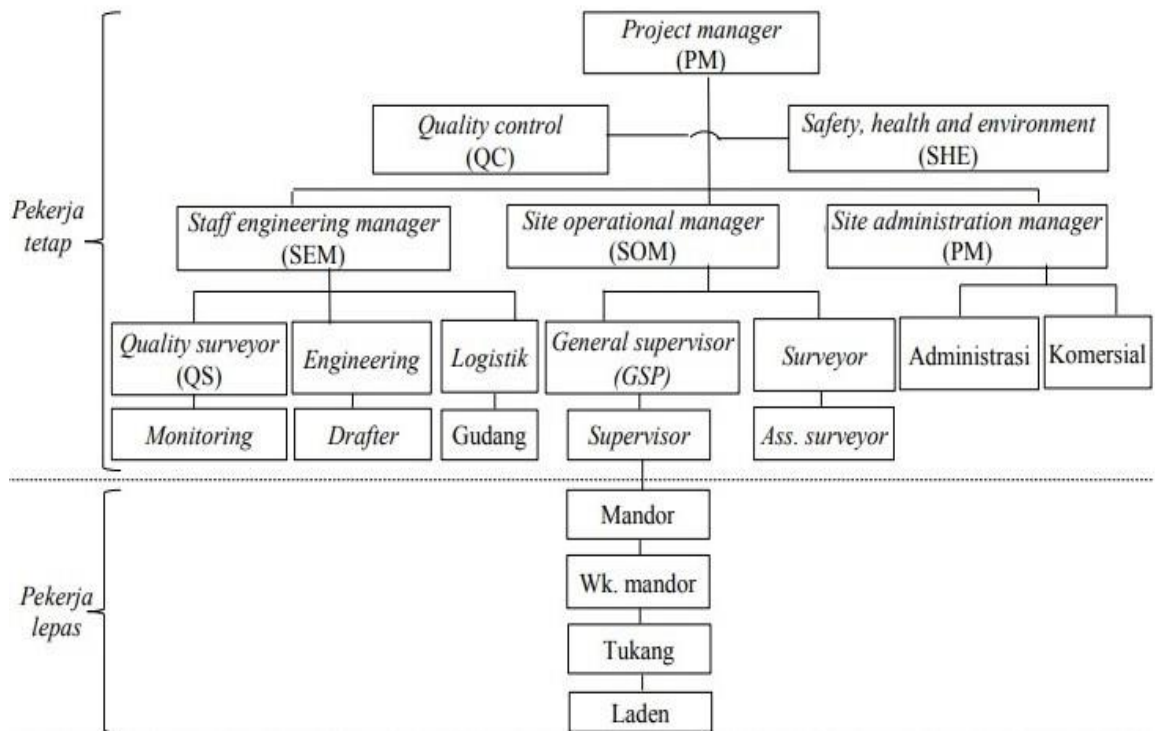 Project manager
(PM)
Quality control
(QC)
Safety, health and environment
(SHE)
Pekerja
tetap
Staff engineering manager
(SEM)
Site operational manager
(SOM)
Site administration manager
(PM)
Quality surveyor
(QS)
Engineering
Logistik
General supervisor
(GSP)
Surveyor
Administrasi
Komersial
Monitoring
Drafter
Gudang
Supervisor
Ass. surveyor
Pekerja
lepas
Mandor
Wk. mandor
Tukang
Laden